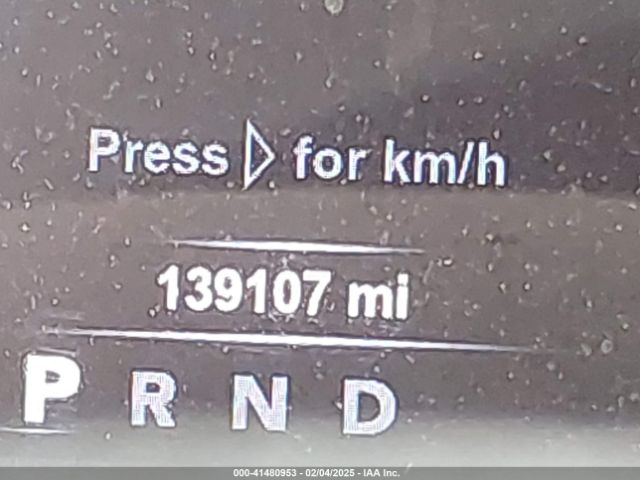 Press ▷ for km/h
139107 mi
P R N D
000-41480953 - 02/04/2025 - IAA Inc.